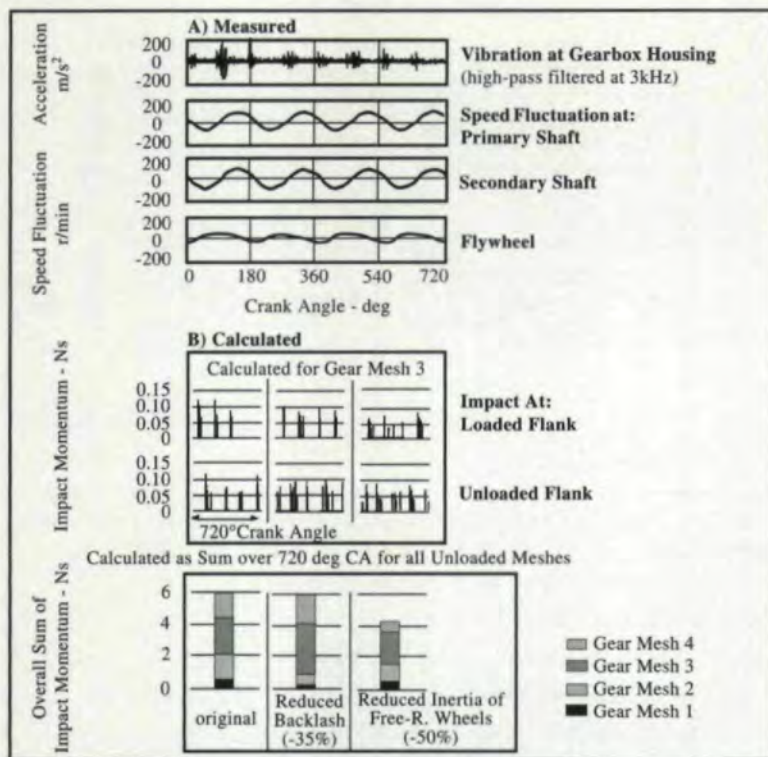 A) Measured
Acceleration
m/s²
200
0
-200
Vibration at Gearbox Housing
(high-pass filtered at 3kHz)
200
0
-200
Speed Fluctuation at:
Primary Shaft
Speed Fluctuation
r/min
200
0
-200
Secondary Shaft
200
0
-200
Flywheel
0 180 360 540 720
Crank Angle - deg
B) Calculated
Impact Momentum - Ns
Calculated for Gear Mesh 3
0.15
0.10
0.05
0
Impact At:
Loaded Flank
0.15
0.10
0.05
0
Unloaded Flank
720°Crank Angle
Calculated as Sum over 720 deg CA for all Unloaded Meshes
Overall Sum of
Impact Momentum - Ns
6
4
2
0
original
Reduced
Backlash
(-35%)
Reduced Inertia of
Free-R. Wheels
(-50%)
Gear Mesh 4
Gear Mesh 3
Gear Mesh 2
Gear Mesh 1